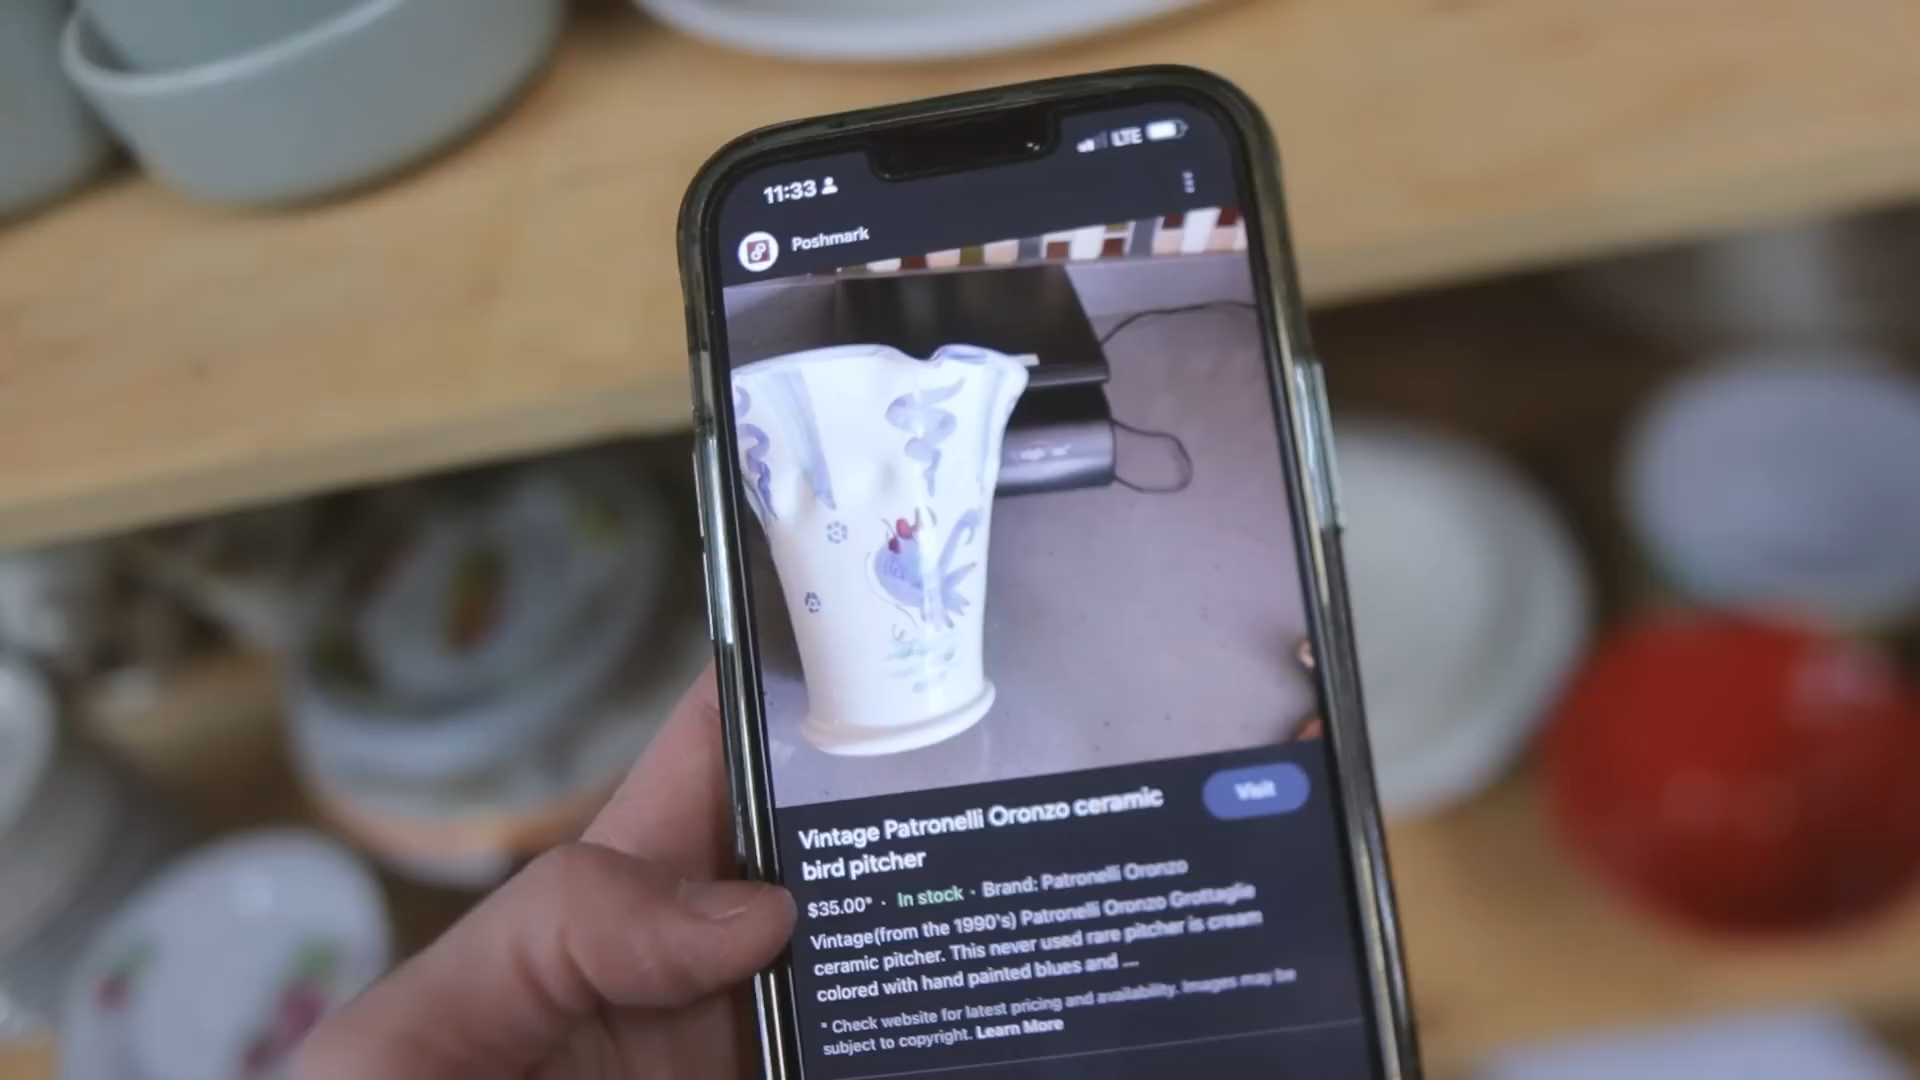 11:33
LTE
Poshmark
Vintage Patronelli Oronzo ceramic
bird pitcher
Visit
$35.00* · In stock · Brand: Patronelli Oronzo
Vintage(from the 1990's) Patronelli Oronzo Grottaglie
ceramic pitcher. This never used rare pitcher is cream
colored with hand painted blues and ...
* Check website for latest pricing and availability. Images may be
subject to copyright. Learn More